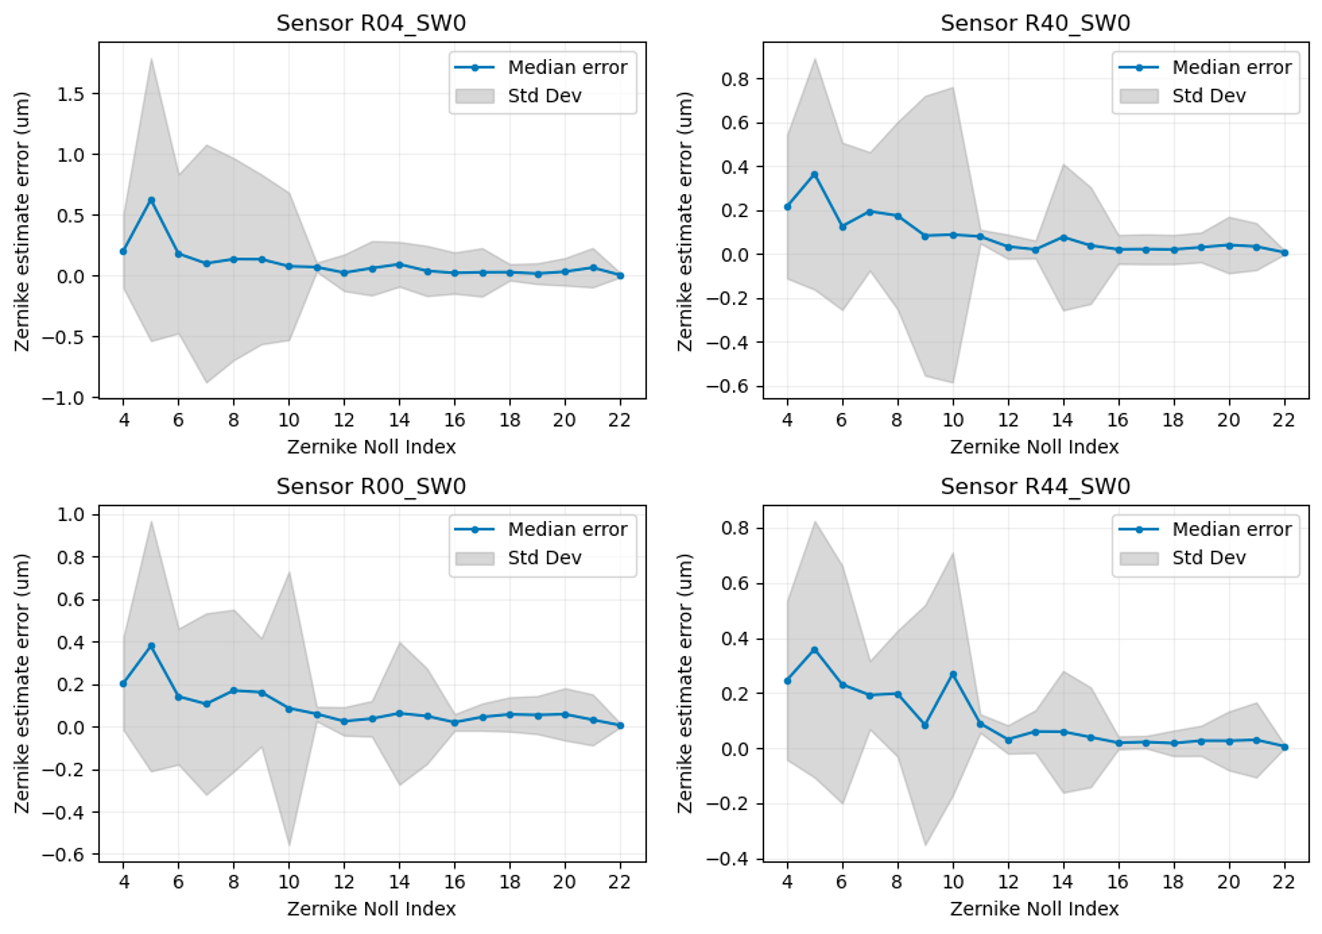 Sensor R04_SW0
Zernike estimate error (um)
1.5
1.0
0.5
0.0
−0.5
−1.0
Median error
Std Dev
4 6 8 10 12 14 16 18 20 22
Zernike Noll Index
Sensor R40_SW0
Zernike estimate error (um)
0.8
0.6
0.4
0.2
0.0
−0.2
−0.4
−0.6
Median error
Std Dev
4 6 8 10 12 14 16 18 20 22
Zernike Noll Index
Sensor R00_SW0
Zernike estimate error (um)
1.0
0.8
0.6
0.4
0.2
0.0
−0.2
−0.4
−0.6
Median error
Std Dev
4 6 8 10 12 14 16 18 20 22
Zernike Noll Index
Sensor R44_SW0
Zernike estimate error (um)
0.8
0.6
0.4
0.2
0.0
−0.2
−0.4
Median error
Std Dev
4 6 8 10 12 14 16 18 20 22
Zernike Noll Index